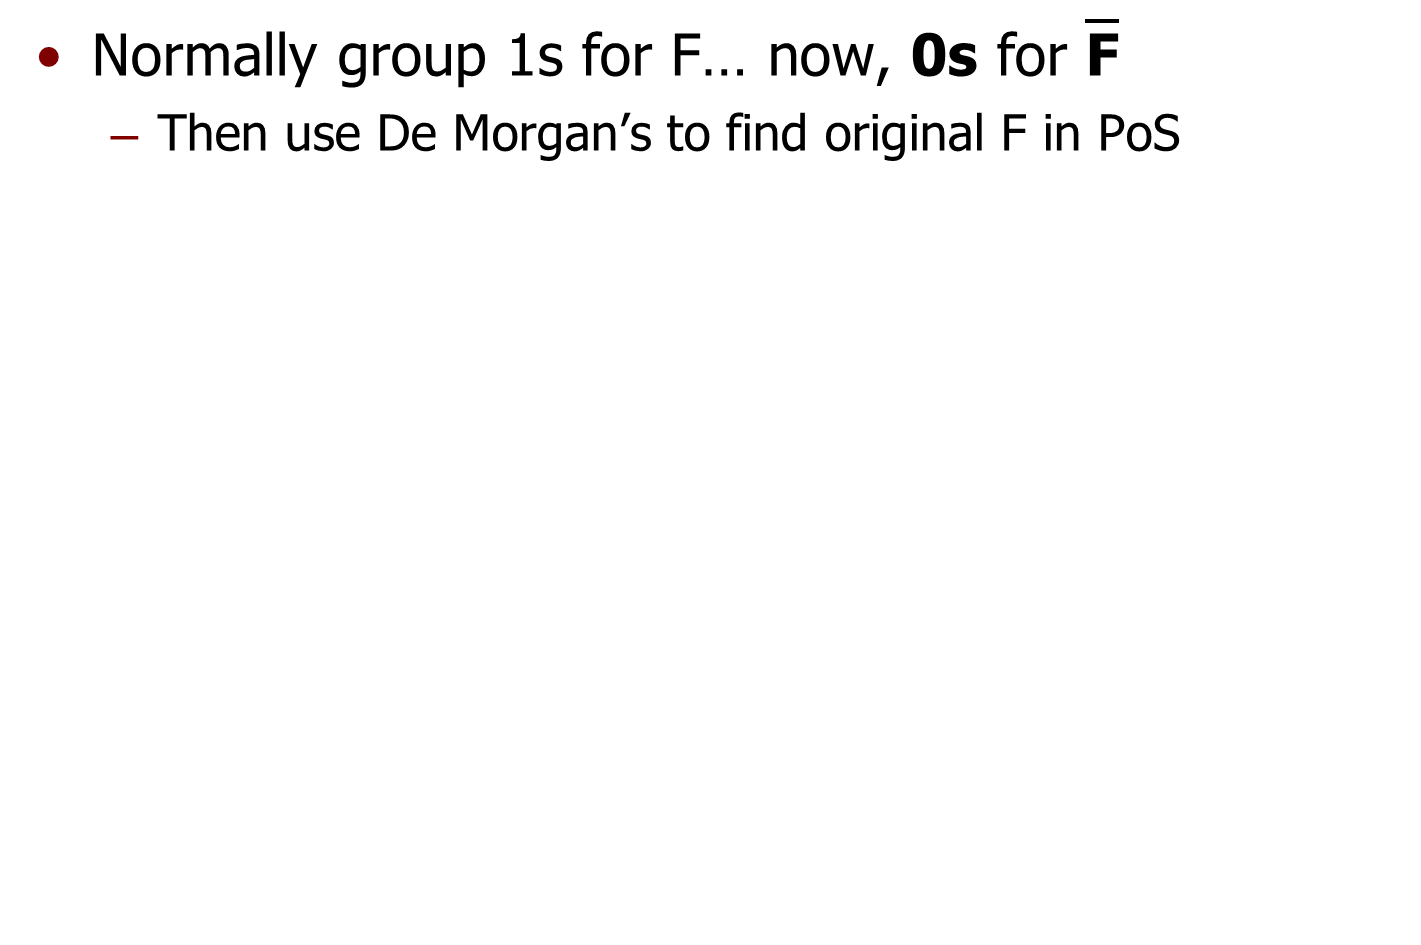 • Normally group 1s for F… now, 0s for F̅
– Then use De Morgan’s to find original F in PoS